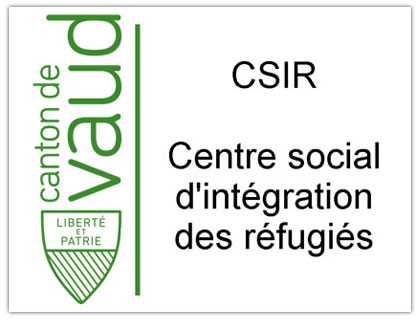 canton de
vaud
LIBERTÉ
ET
PATRIE
CSIR
Centre social
d'intégration
des réfugiés